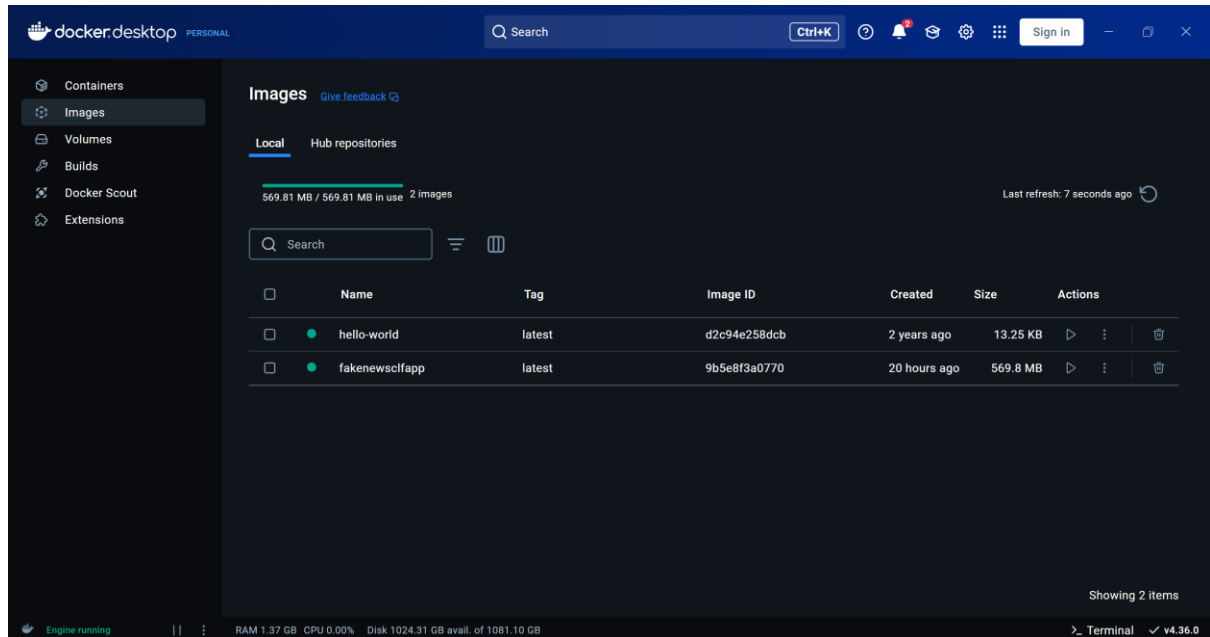 docker desktop PERSONAL Search Ctrl+K 2 Sign in
Containers
Images
Volumes
Builds
Docker Scout
Extensions
Images Give feedback
Local Hub repositories
569.81 MB / 569.81 MB in use 2 images Last refresh: 7 seconds ago
Search
Name Tag Image ID Created Size Actions
hello-world latest d2c94e258dcb 2 years ago 13.25 KB
fakenewsclfapp latest 9b5e8f3a0770 20 hours ago 569.8 MB
Showing 2 items
Engine running RAM 1.37 GB CPU 0.00% Disk 1024.31 GB avail. of 1081.10 GB >_ Terminal v4.36.0